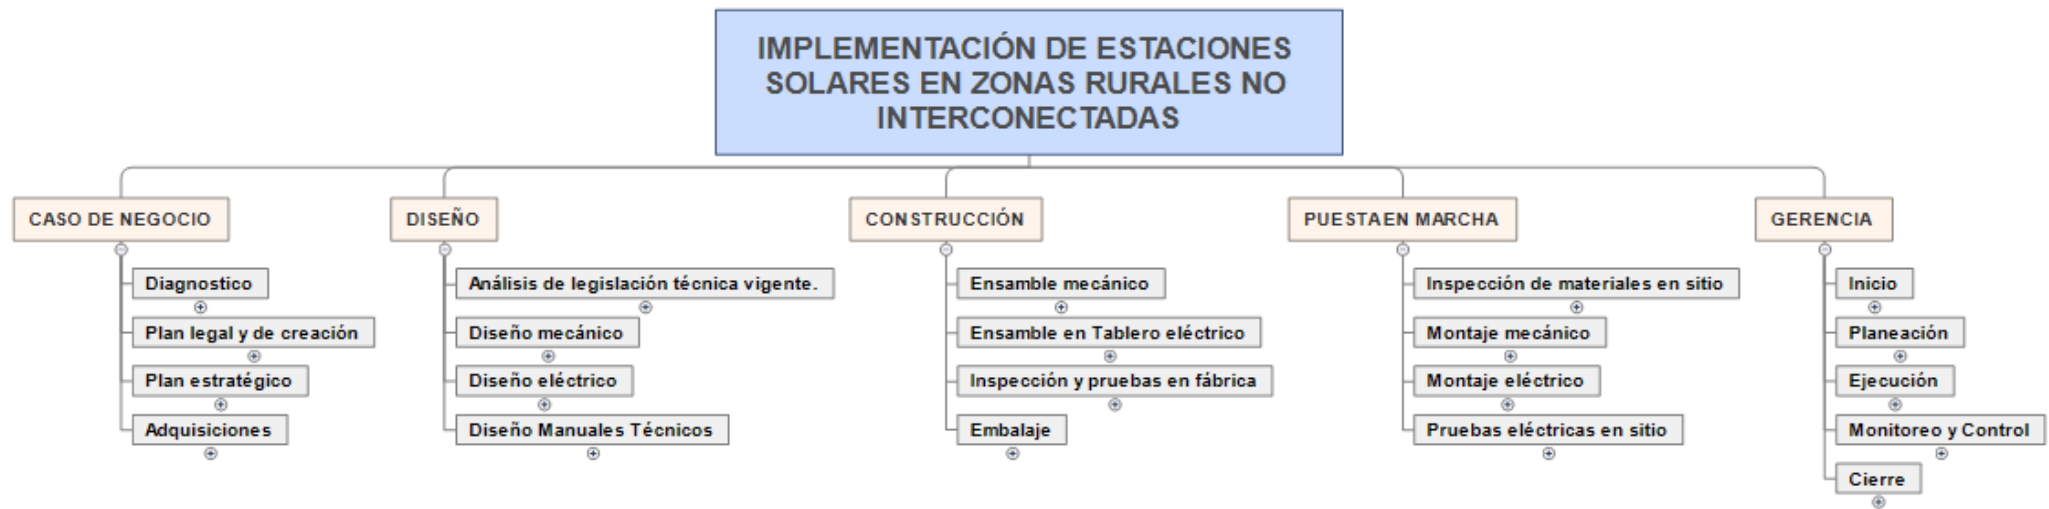 IMPLEMENTACIÓN DE ESTACIONES
SOLARES EN ZONAS RURALES NO
INTERCONECTADAS
CASO DE NEGOCIO
Diagnostico
Plan legal y de creación
Plan estratégico
Adquisiciones
DISEÑO
Análisis de legislación técnica vigente.
Diseño mecánico
Diseño eléctrico
Diseño Manuales Técnicos
CONSTRUCCIÓN
Ensamble mecánico
Ensamble en Tablero eléctrico
Inspección y pruebas en fábrica
Embalaje
PUESTA EN MARCHA
Inspección de materiales en sitio
Montaje mecánico
Montaje eléctrico
Pruebas eléctricas en sitio
GERENCIA
Inicio
Planeación
Ejecución
Monitoreo y Control
Cierre